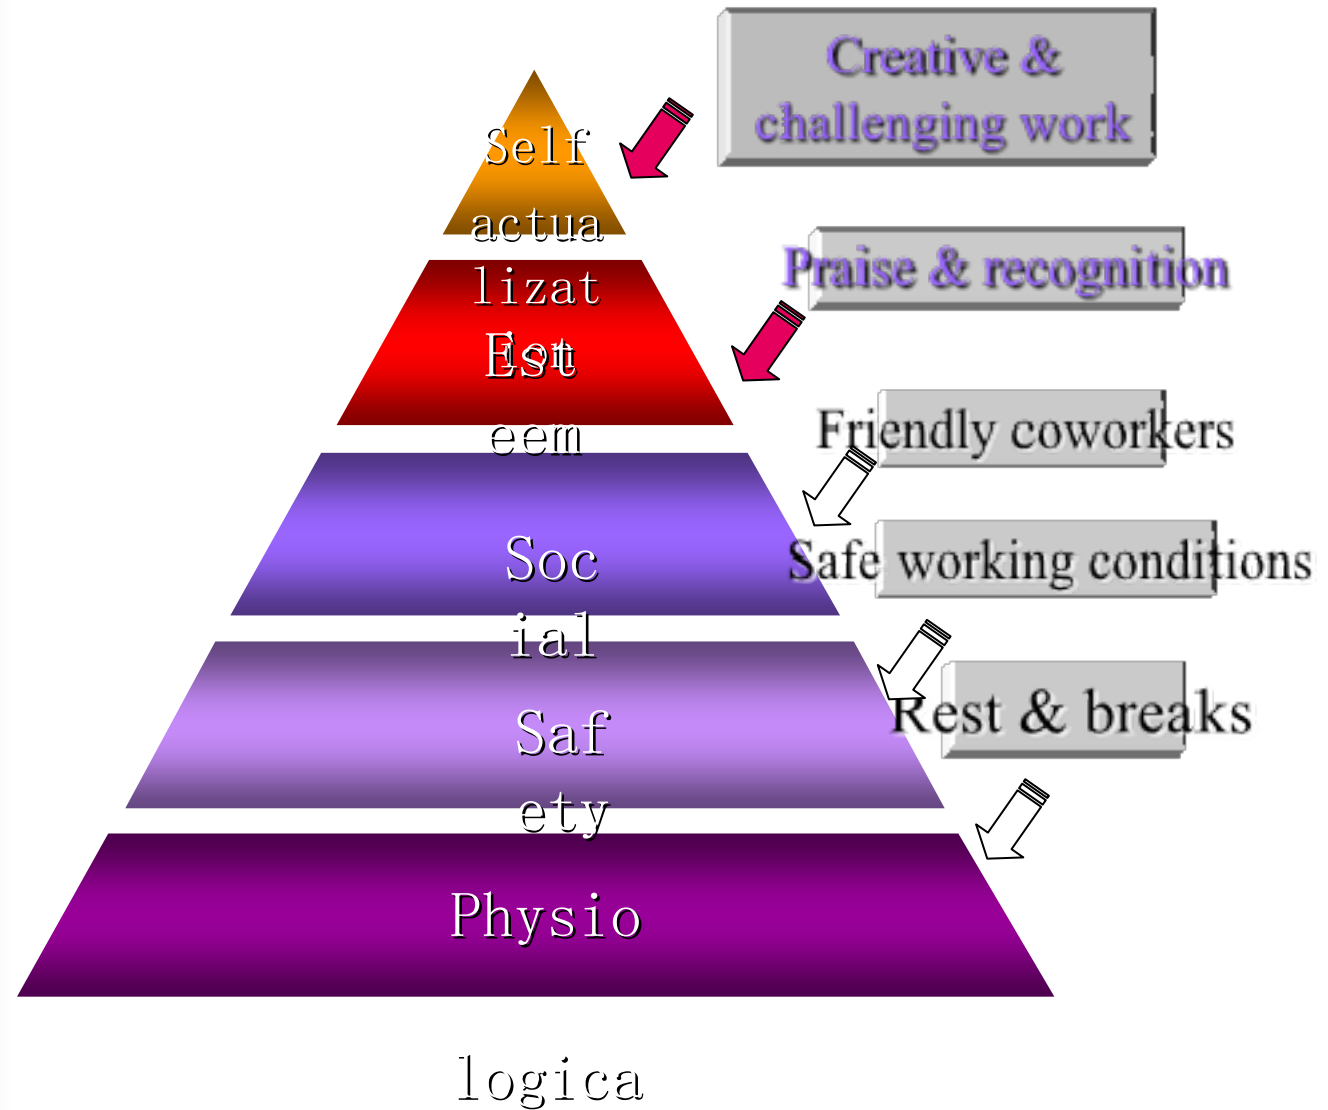 Creative &
challenging work
Self
actua
lizat
ion
Praise & recognition
Est
eem
Friendly coworkers
Soc
ial
Safe working conditions
Saf
ety
Rest & breaks
Physio
logica